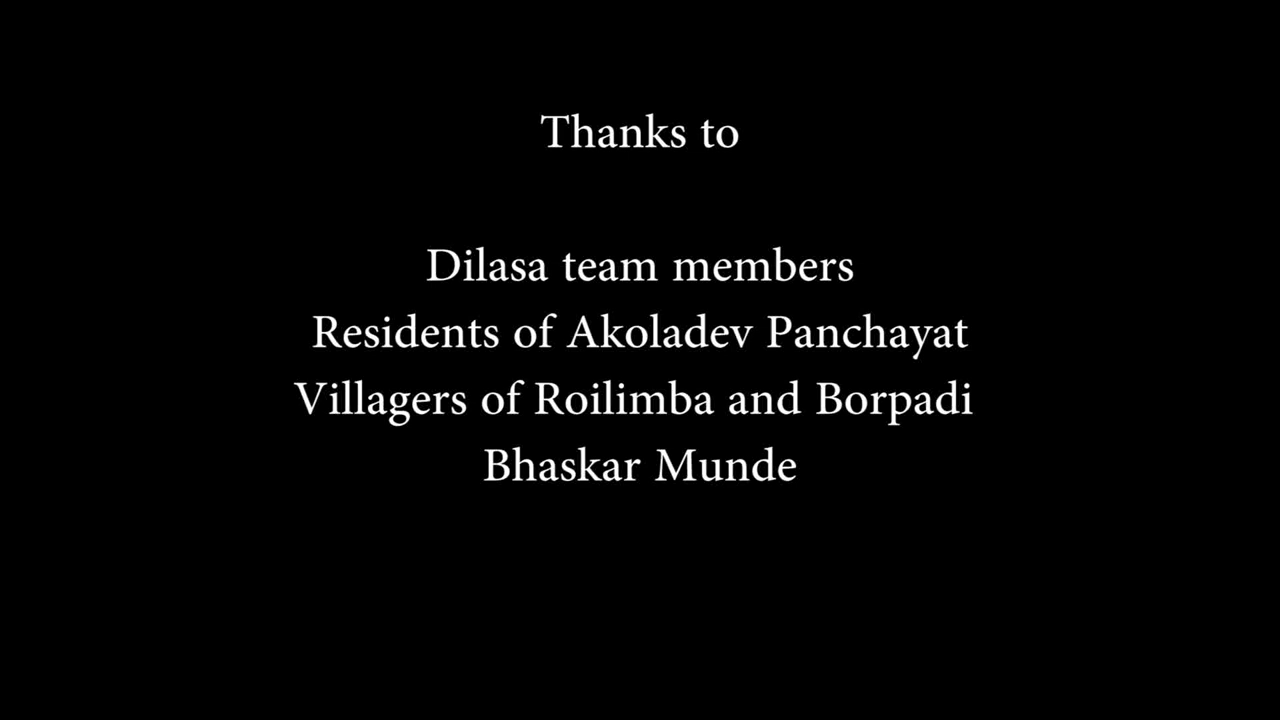 Thanks to
Dilasa team members
Residents of Akoladev Panchayat
Villagers of Roilimba and Borpadi
Bhaskar Munde